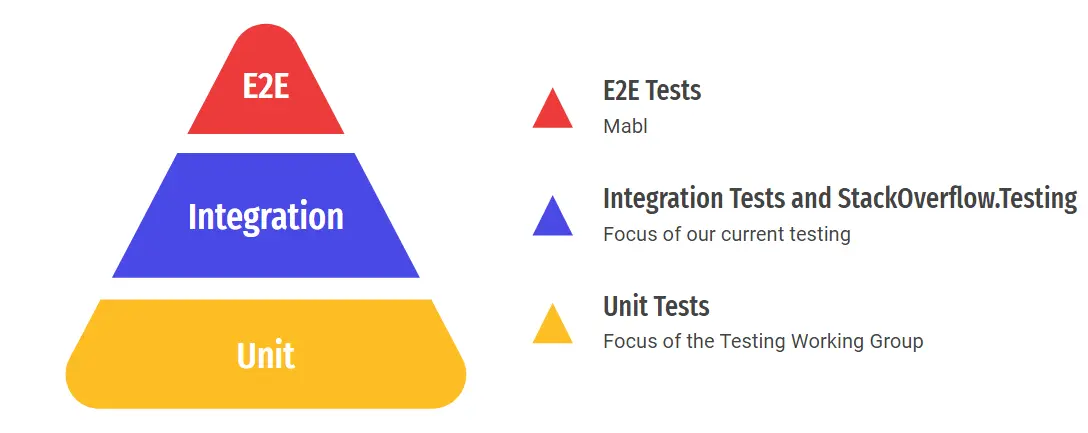 E2E
Integration
Unit
E2E Tests
Mabl
Integration Tests and StackOverflow.Testing
Focus of our current testing
Unit Tests
Focus of the Testing Working Group